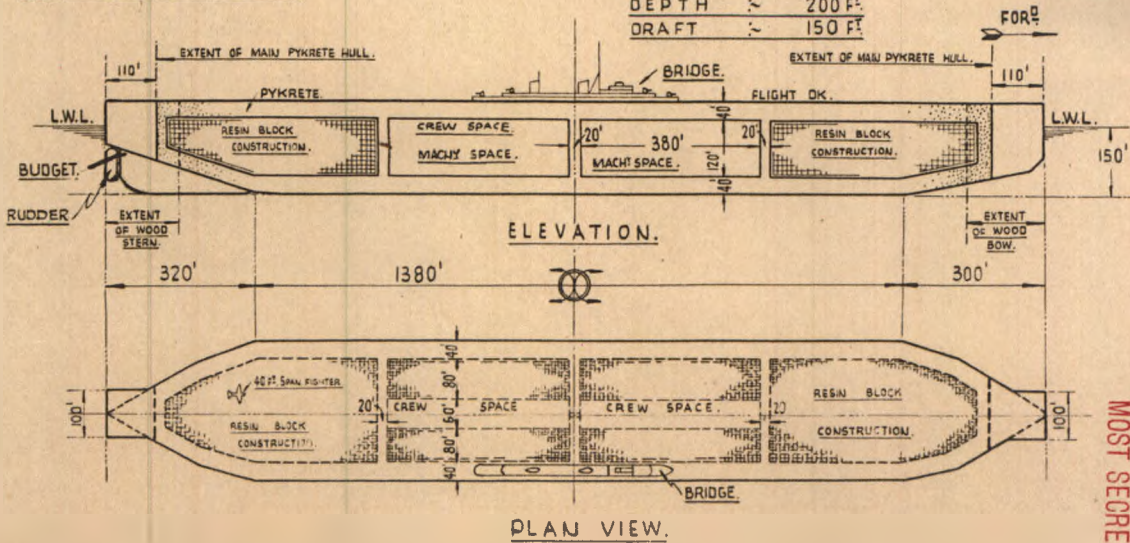 DEPTH :~ 200 FT.
DRAFT :~ 150 FT.
FORD
EXTENT OF MAIN PYKRETE HULL.
EXTENT OF MAIN PYKRETE HULL.
110'
110'
BRIDGE.
PYKRETE.
FLIGHT DK.
40'
L.W.L.
L.W.L.
RESIN BLOCK
CONSTRUCTION.
CREW SPACE.
MACHY SPACE.
20'
380'
MACHY SPACE.
20'
120'
RESIN BLOCK
CONSTRUCTION.
150'
BUDGET.
RUDDER
40'
EXTENT
OF WOOD
STERN.
EXTENT
OF WOOD
BOW.
ELEVATION.
320'
1380'
300'
40'
80'
60'
80'
40'
100'
100'
40 FT. SPAN FIGHTER.
RESIN BLOCK
CONSTRUCTION.
20'
CREW SPACE
CREW SPACE.
20
RESIN BLOCK
CONSTRUCTION.
BRIDGE.
PLAN VIEW.
MOST SECRE